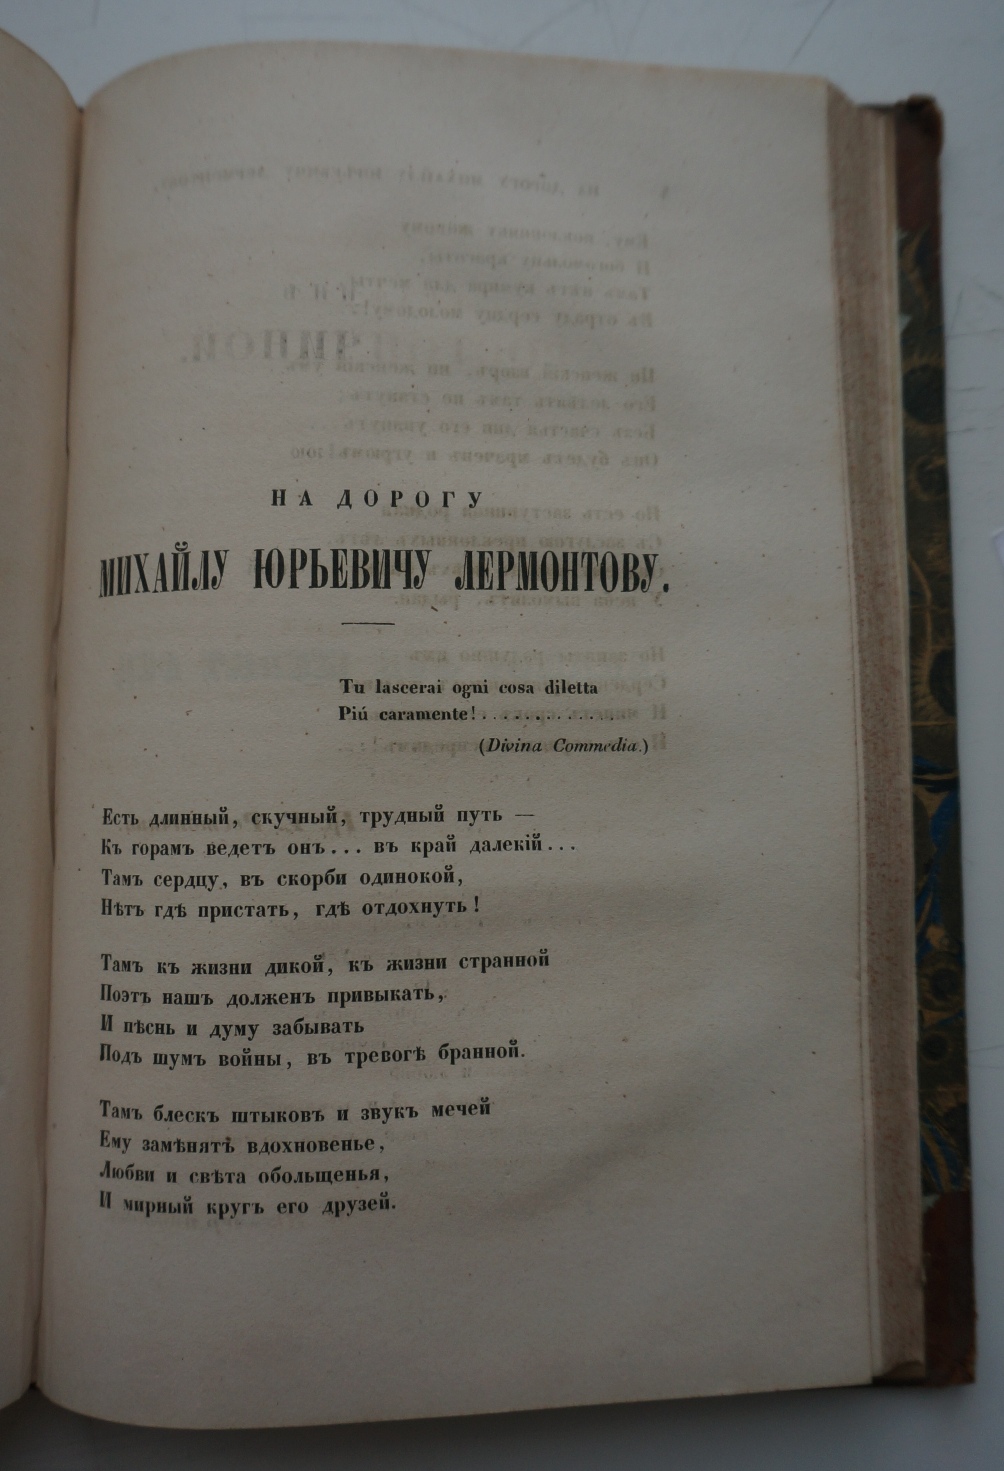 НА ДОРОГУ
МИХАЙЛУ ЮРЬЕВИЧУ ЛЕРМОНТОВУ.
Tu lascerai ogni cosa diletta
Piú caramente! . . . . . . . . . . . . .
(Divina Commedia.)
Есть длинный, скучный, трудный путь —
Къ горамъ ведетъ онъ... въ край далекій...
Тамъ сердцу, въ скорби одинокой,
Нѣтъ гдѣ пристать, гдѣ отдохнуть!
Тамъ къ жизни дикой, къ жизни странной
Поэтъ нашъ долженъ привыкать,
И пѣснь и думу забывать
Подъ шумъ войны, въ тревогѣ бранной.
Тамъ блескъ штыковъ и звукъ мечей
Ему замѣнятъ вдохновенье,
Любви и свѣта обольщенья,
И мирный кругъ его друзей.